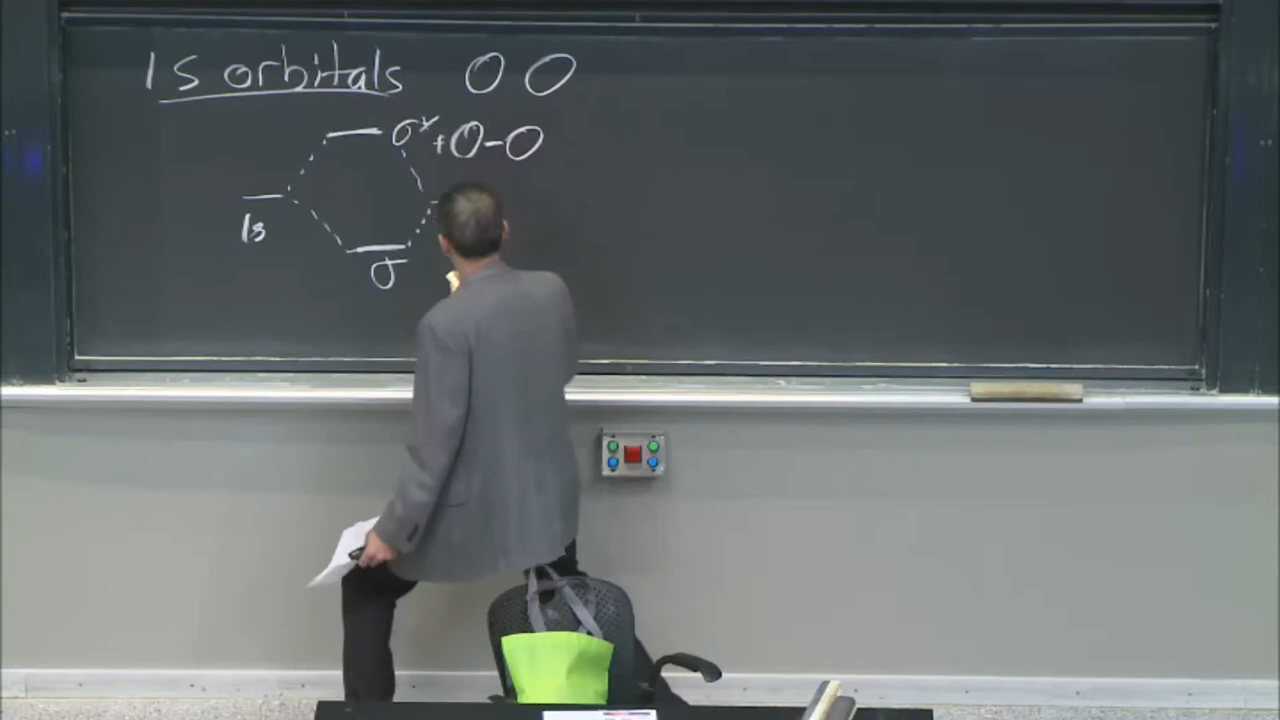 1s orbitals
σ* + -
1s
σ